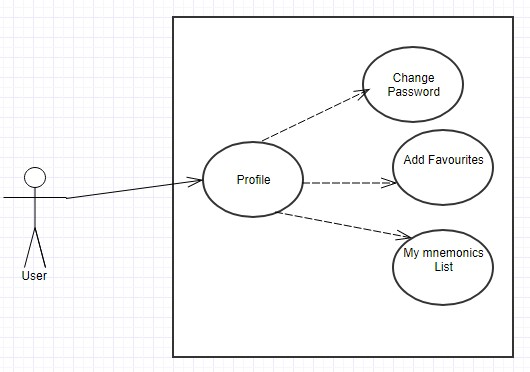 Change
Password
Add Favourites
Profile
My mnemonics
List
User